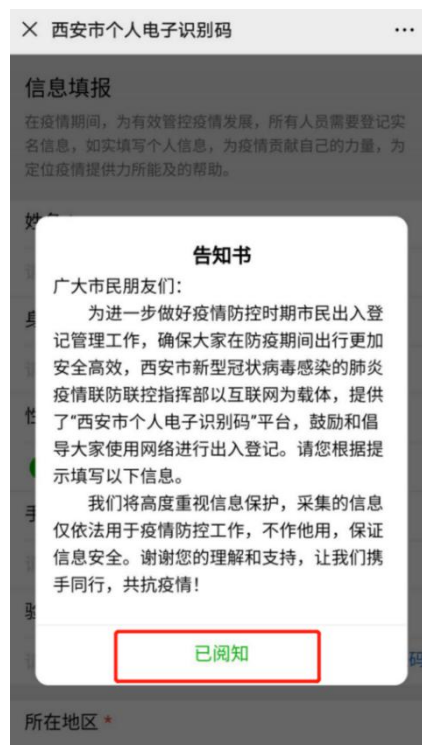 西安市个人电子识别码
信息填报
在疫情期间，为有效管控疫情发展，所有人员需要登记实
名信息，如实填写个人信息，为疫情贡献自己的力量，为
定位疫情提供力所能及的帮助。
告知书
广大市民朋友们：
为进一步做好疫情防控时期市民出入登
记管理工作，确保大家在防疫期间出行更加
安全高效，西安市新型冠状病毒感染的肺炎
疫情联防联控指挥部以互联网为载体，提供
了“西安市个人电子识别码”平台，鼓励和倡
导大家使用网络进行出入登记。请您根据提
示填写以下信息。
我们将高度重视信息保护，采集的信息
仅依法用于疫情防控工作，不作他用，保证
信息安全。谢谢您的理解和支持，让我们携
手同行，共抗疫情！
已阅知
码
所在地区 *